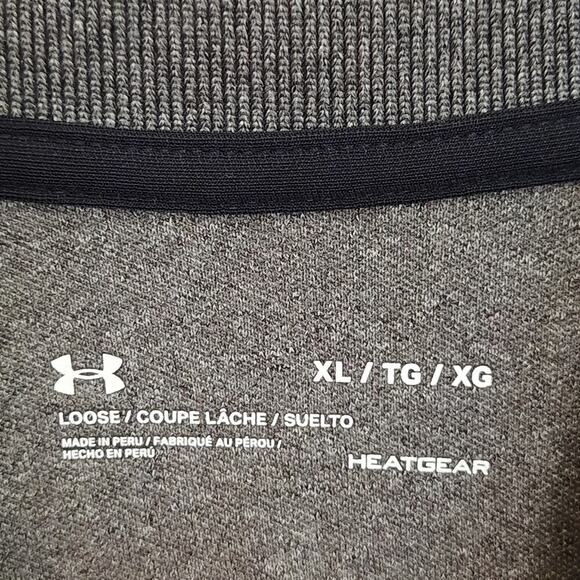 XL / TG / XG
LOOSE / COUPE LÂCHE / SUELTO
MADE IN PERU / FABRIQUÉ AU PÉROU /
HECHO EN PERÚ
HEATGEAR